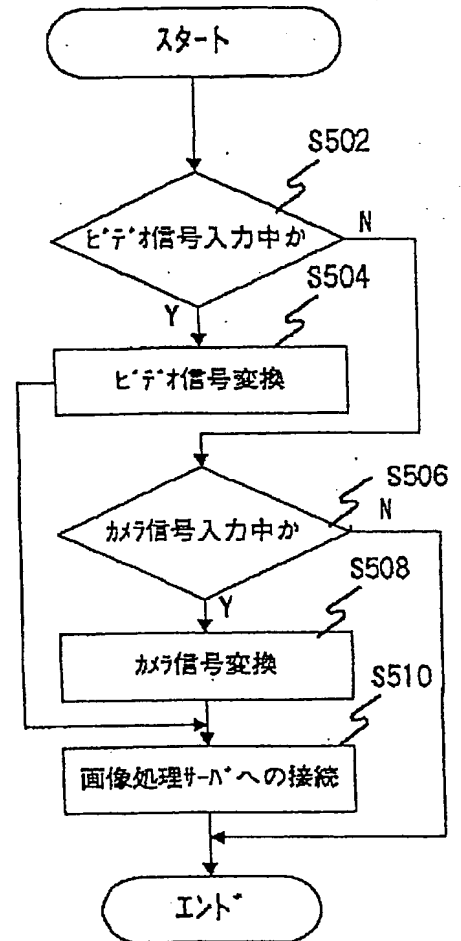 スタート
S502
ビデオ信号入力中か
N
S504
Y
ビデオ信号変換
S506
カメラ信号入力中か
N
S508
Y
カメラ信号変換
S510
画像処理サーバへの接続
エンド